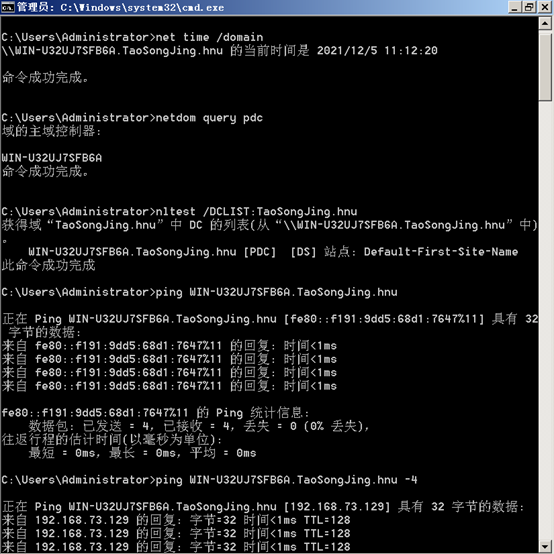 管理员: C:\Windows\system32\cmd.exe
C:\Users\Administrator>net time /domain
\\WIN-U32UJ7SFB6A.TaoSongJing.hnu 的当前时间是 2021/12/5 11:12:20
命令成功完成。
C:\Users\Administrator>netdom query pdc
域的主域控制器:
WIN-U32UJ7SFB6A
命令成功完成。
C:\Users\Administrator>nltest /DCLIST:TaoSongJing.hnu
获得域“TaoSongJing.hnu”中 DC 的列表(从“\\WIN-U32UJ7SFB6A.TaoSongJing.hnu”中)
。
WIN-U32UJ7SFB6A.TaoSongJing.hnu [PDC]  [DS] 站点: Default-First-Site-Name
此命令成功完成
C:\Users\Administrator>ping WIN-U32UJ7SFB6A.TaoSongJing.hnu
正在 Ping WIN-U32UJ7SFB6A.TaoSongJing.hnu [fe80::f191:9dd5:68d1:7647%11] 具有 32
字节的数据:
来自 fe80::f191:9dd5:68d1:7647%11 的回复: 时间<1ms
来自 fe80::f191:9dd5:68d1:7647%11 的回复: 时间<1ms
来自 fe80::f191:9dd5:68d1:7647%11 的回复: 时间<1ms
来自 fe80::f191:9dd5:68d1:7647%11 的回复: 时间<1ms
fe80::f191:9dd5:68d1:7647%11 的 Ping 统计信息:
数据包: 已发送 = 4, 已接收 = 4, 丢失 = 0 (0% 丢失),
往返行程的估计时间(以毫秒为单位):
最短 = 0ms, 最长 = 0ms, 平均 = 0ms
C:\Users\Administrator>ping WIN-U32UJ7SFB6A.TaoSongJing.hnu -4
正在 Ping WIN-U32UJ7SFB6A.TaoSongJing.hnu [192.168.73.129] 具有 32 字节的数据:
来自 192.168.73.129 的回复: 字节=32 时间<1ms TTL=128
来自 192.168.73.129 的回复: 字节=32 时间<1ms TTL=128
来自 192.168.73.129 的回复: 字节=32 时间<1ms TTL=128